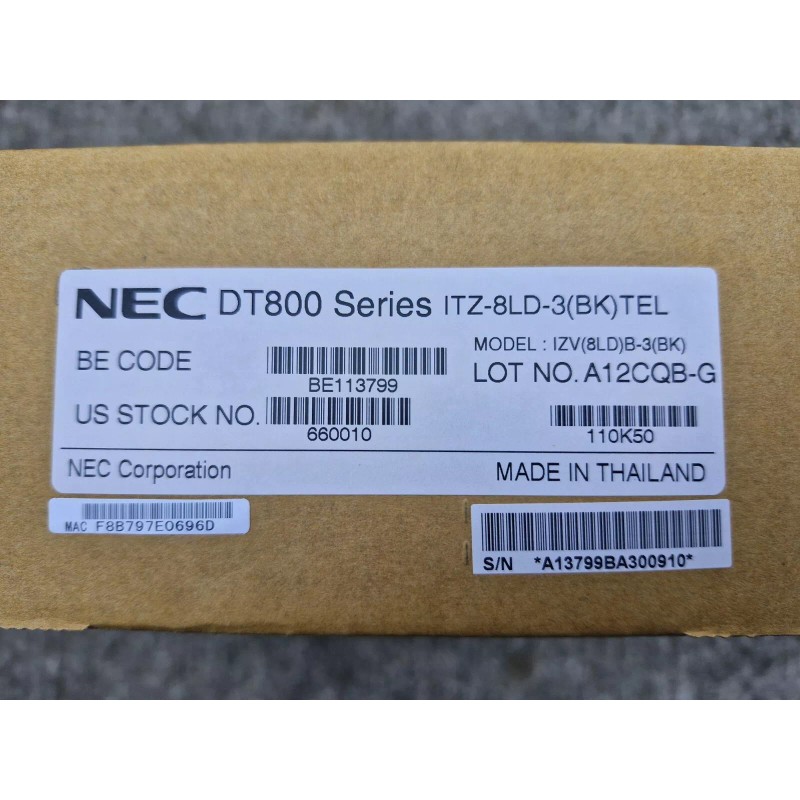 NEC DT800 Series ITZ-8LD-3(BK)TEL
MODEL : IZV(8LD)B-3(BK)
BE CODE
BE113799
LOT NO. A12CQB-G
US STOCK NO.
660010
110K50
NEC Corporation
MADE IN THAILAND
MAC F8B797E0696D
S/N *A13799BA300910*